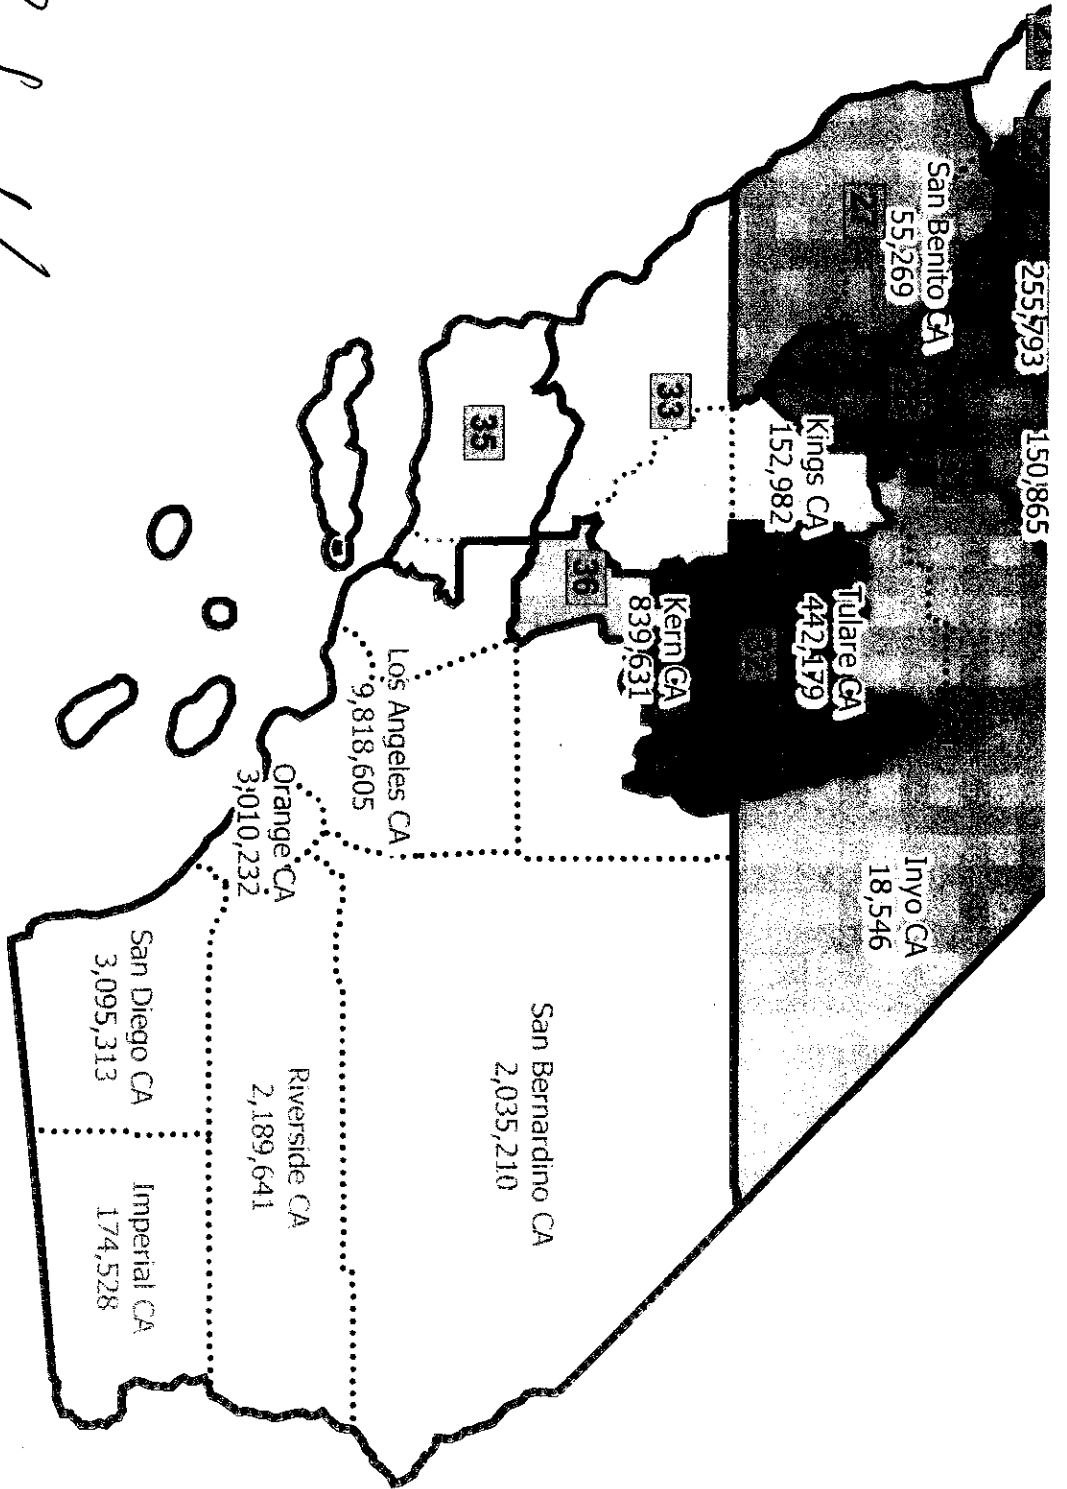 255,793
150,865
San Benito CA
55,269
27
Kings CA
152,982
Tulare CA
442,179
Inyo CA
18,546
33
36
Kern CA
839,631
35
Los Angeles CA
9,818,605
San Bernardino CA
2,035,210
Orange CA
3,010,232
Riverside CA
2,189,641
San Diego CA
3,095,313
Imperial CA
174,528